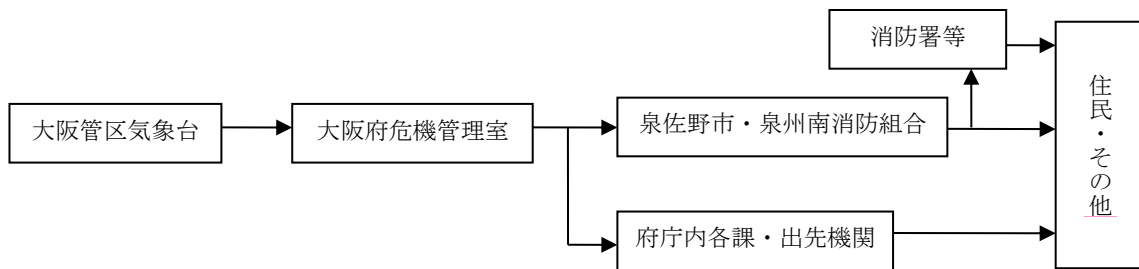 消防署等
大阪管区気象台
大阪府危機管理室
泉佐野市・泉州南消防組合
府庁内各課・出先機関
住民・その他